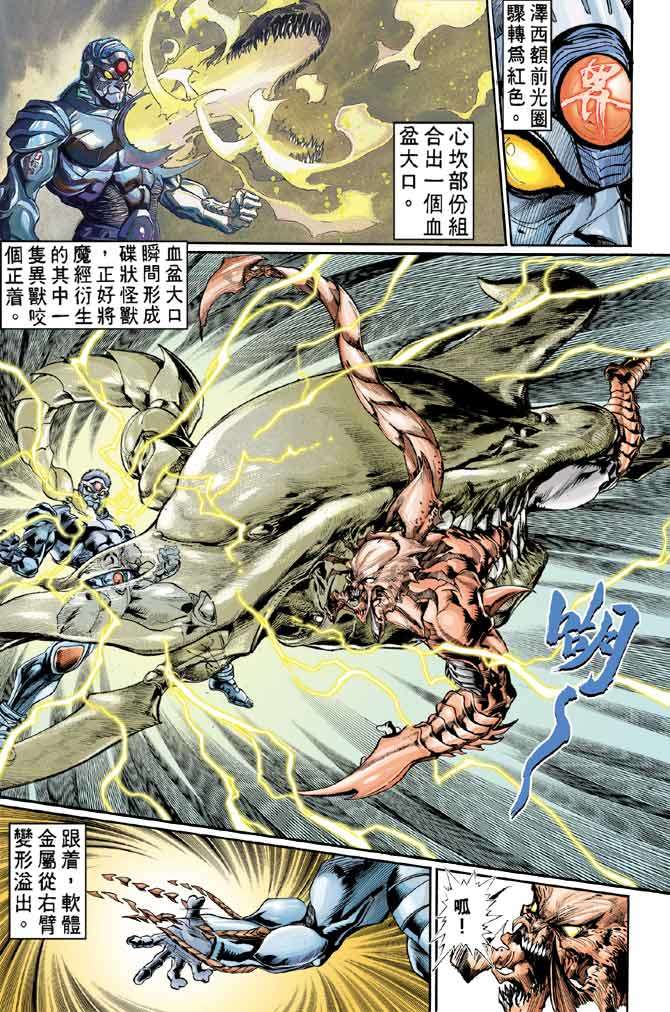 澤西額前光圈
驟轉為紅色。
心坎部份組
合出一個血
盆大口。
血盆大口
瞬間形成
碟狀怪獸
，正好將
魔經衍生
的其中一
隻異獸咬
個正着。
呱！
跟着，軟體
金屬從右臂
變形溢出。